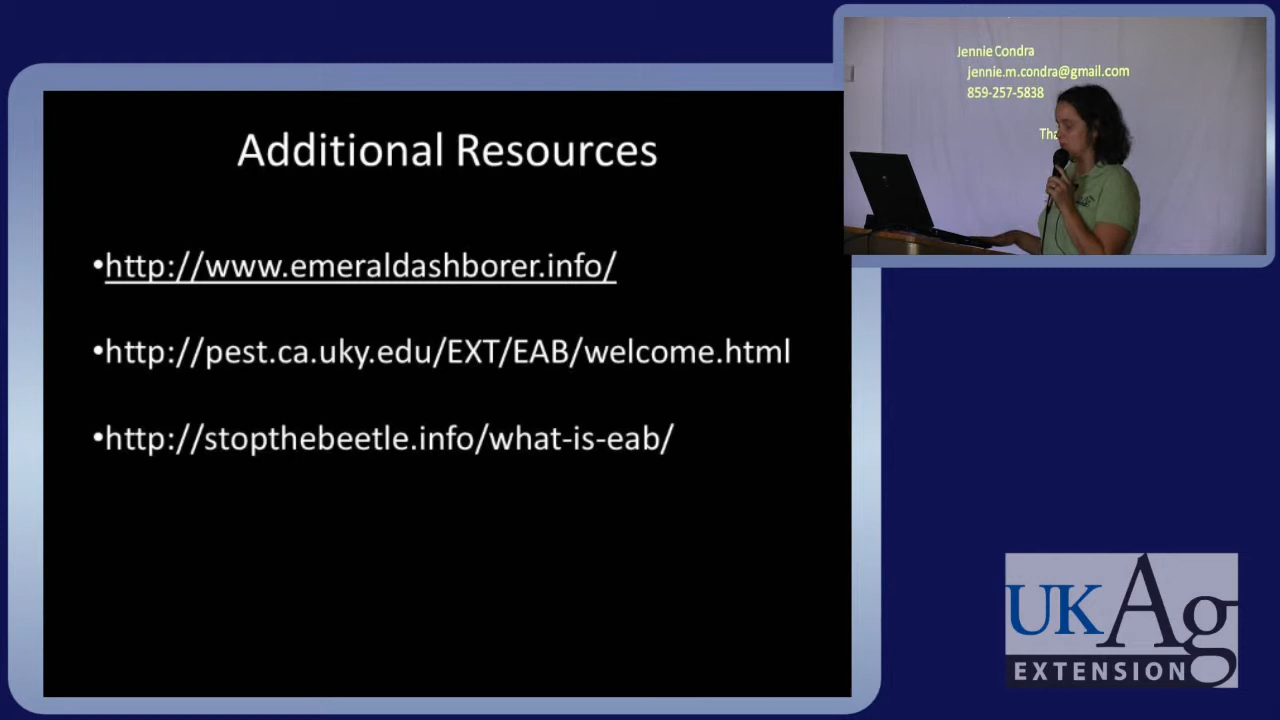 Additional Resources
•http://www.emeraldashborer.info/
•http://pest.ca.uky.edu/EXT/EAB/welcome.html
•http://stopthebeetle.info/what-is-eab/
Jennie Condra
jennie.m.condra@gmail.com
859-257-5838
UKAg
EXTENSION